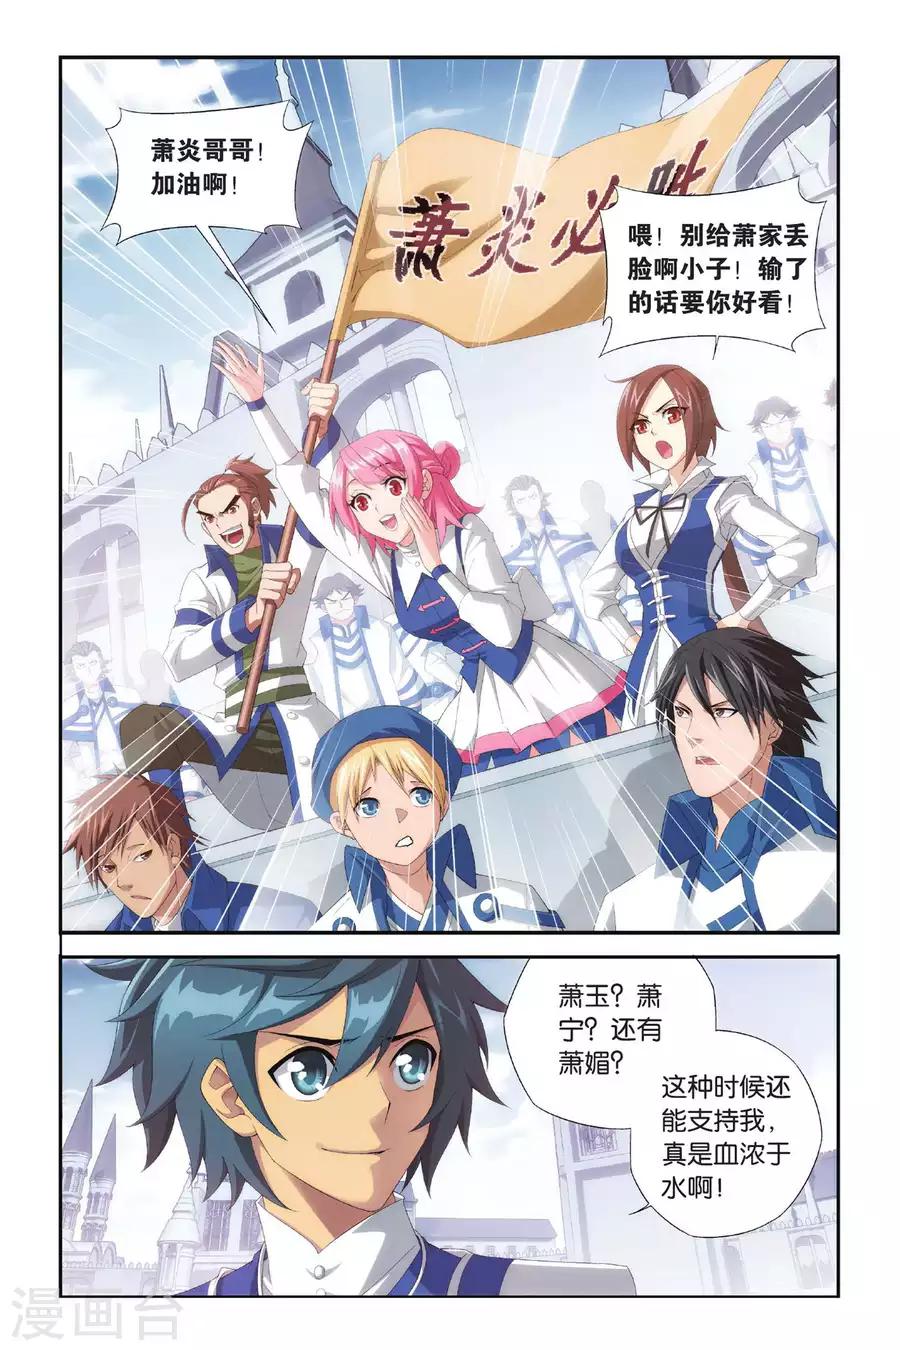 萧炎哥哥！
加油啊！
萧炎必
喂！别给萧家丢
脸啊小子！输了
的话要你好看！
萧玉？萧
宁？还有
萧媚？
这种时候还
能支持我，
真是血浓于
水啊！
漫画台